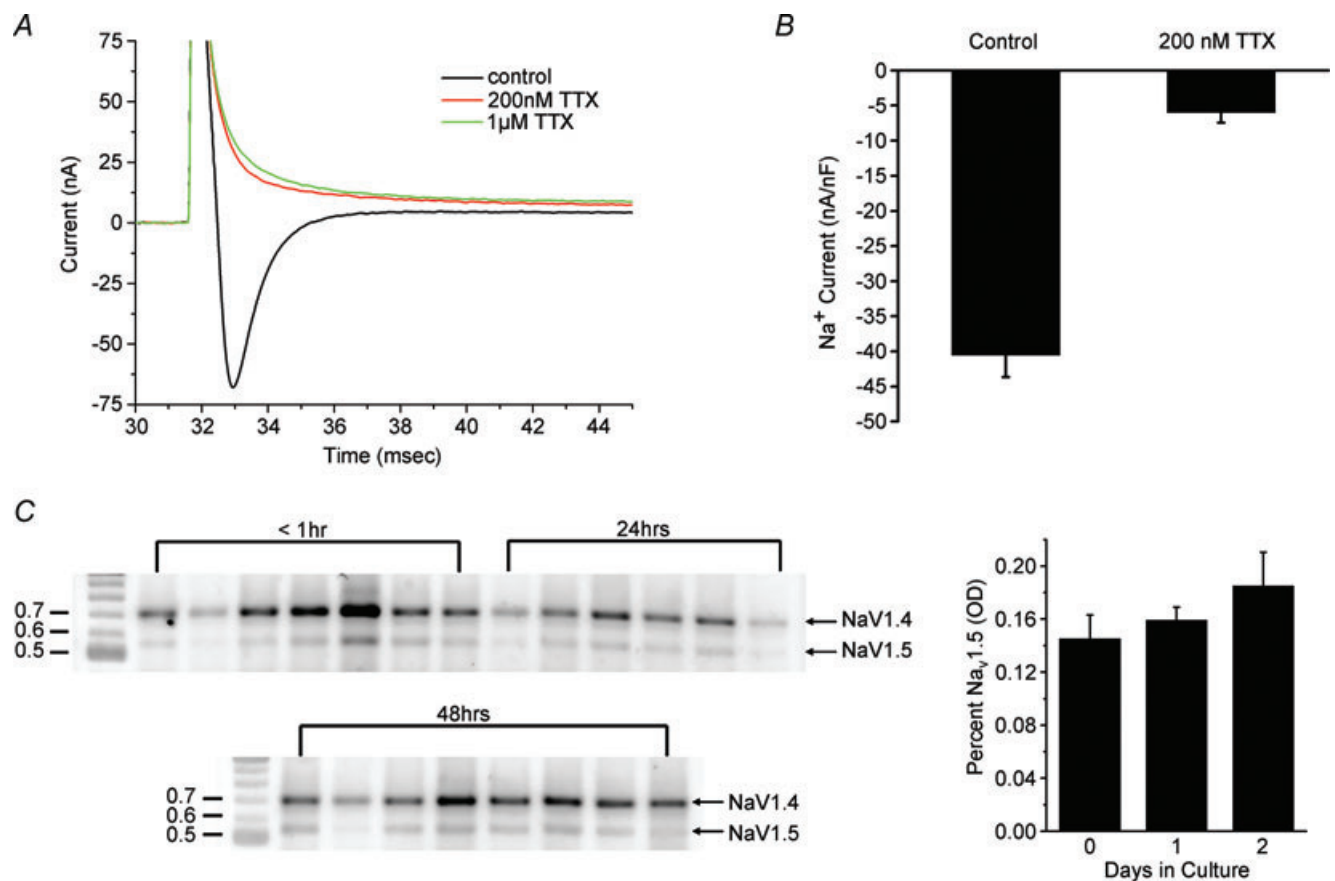 A
75
50
25
0
-25
-50
-75
Current (nA)
30 32 34 36 38 40 42 44
Time (msec)
control
200nM TTX
1µM TTX
B
Control 200 nM TTX
0
-5
-10
-15
-20
-25
-30
-35
-40
-45
-50
Na+ Current (nA/nF)
C
< 1hr
24hrs
0.7
0.6
0.5
NaV1.4
NaV1.5
48hrs
0.7
0.6
0.5
NaV1.4
NaV1.5
0.20
0.16
0.12
0.08
0.04
0.00
Percent Nav1.5 (OD)
0 1 2
Days in Culture